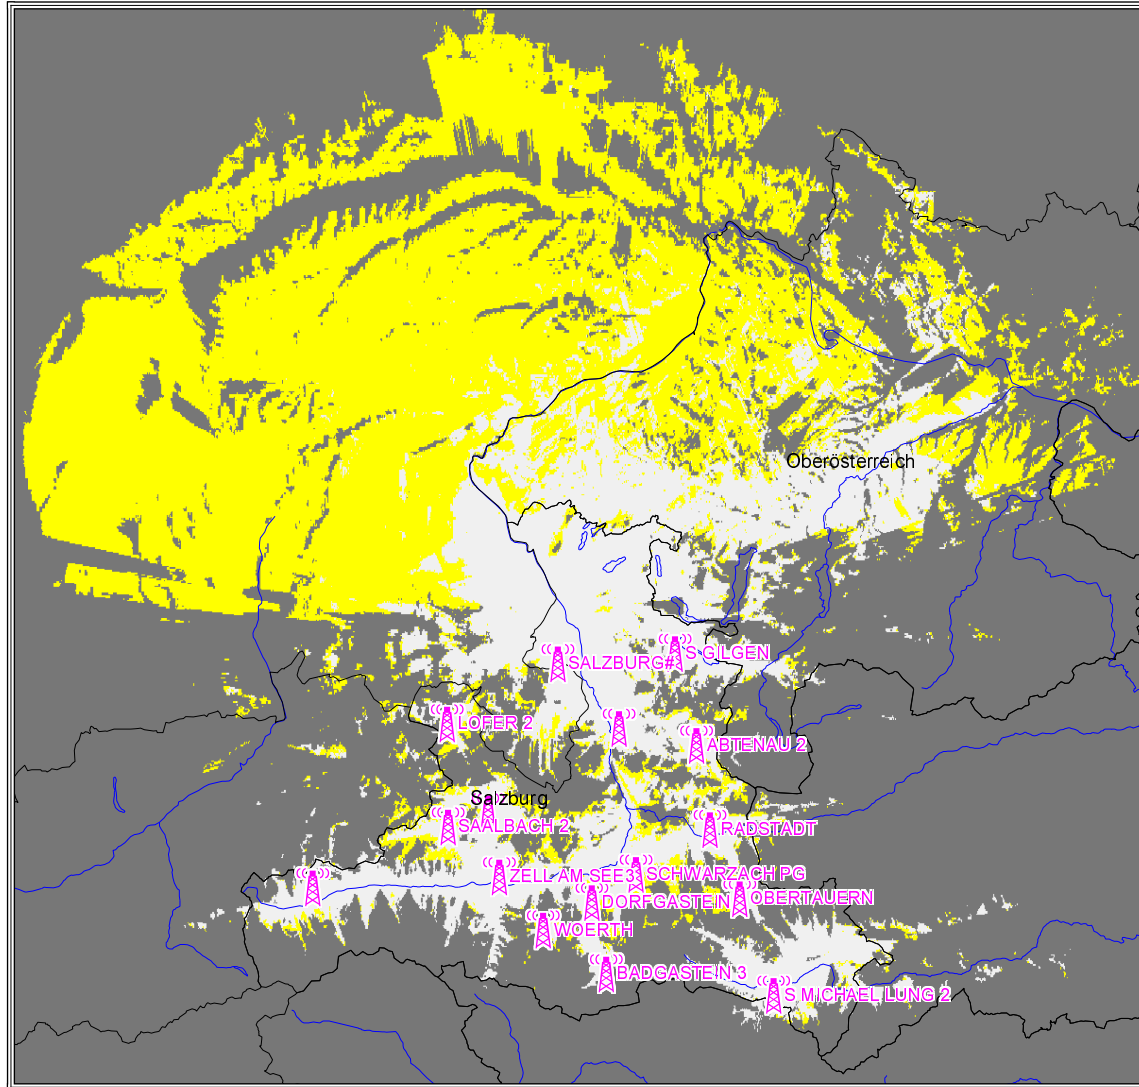 Oberösterreich
S GILGEN
SALZBURG#1
LOFER 2
ABTENAU 2
Salzburg
SAALBACH 2
RADSTADT
ZELL AM SEE3
SCHWARZACH PG
DORFGASTEIN
OBERTAUERN
WOERTH
BADGASTEIN 3
S MICHAEL LUNG 2